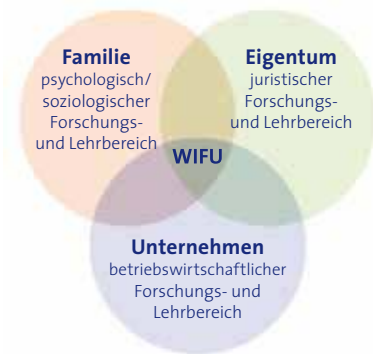 Familie
psychologisch/
soziologischer
Forschungs-
und Lehrbereich
Eigentum
juristischer
Forschungs-
und Lehrbereich
WIFU
Unternehmen
betriebswirtschaftlicher
Forschungs- und
Lehrbereich